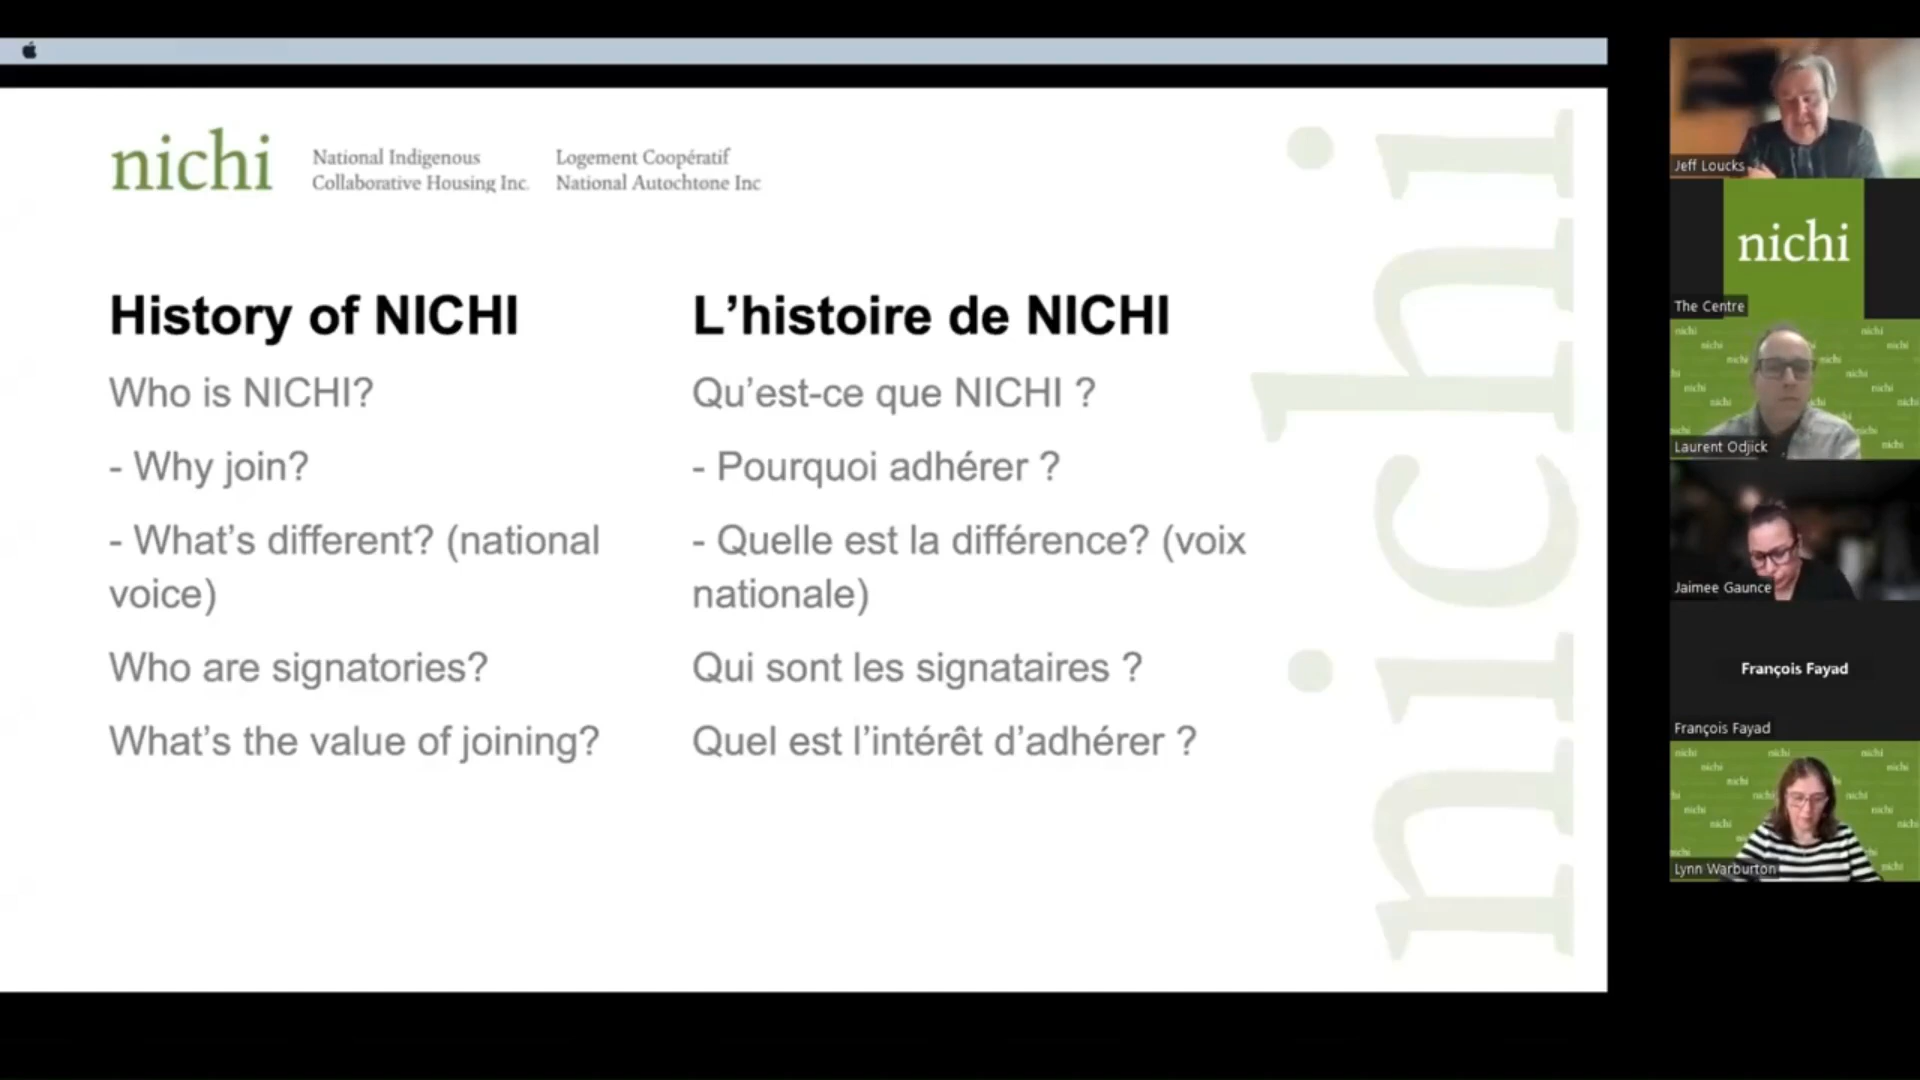 nichi
National Indigenous
Collaborative Housing Inc.
Logement Coopératif
National Autochtone Inc
History of NICHI
Who is NICHI?
- Why join?
- What's different? (national
voice)
Who are signatories?
What's the value of joining?
L'histoire de NICHI
Qu'est-ce que NICHI ?
- Pourquoi adhérer ?
- Quelle est la différence? (voix
nationale)
Qui sont les signataires ?
Quel est l'intérêt d'adhérer ?
nichi
Jeff Loucks
nichi
The Centre
Laurent Odjick
Jaimee Gaunce
François Fayad
François Fayad
Lynn Warburton